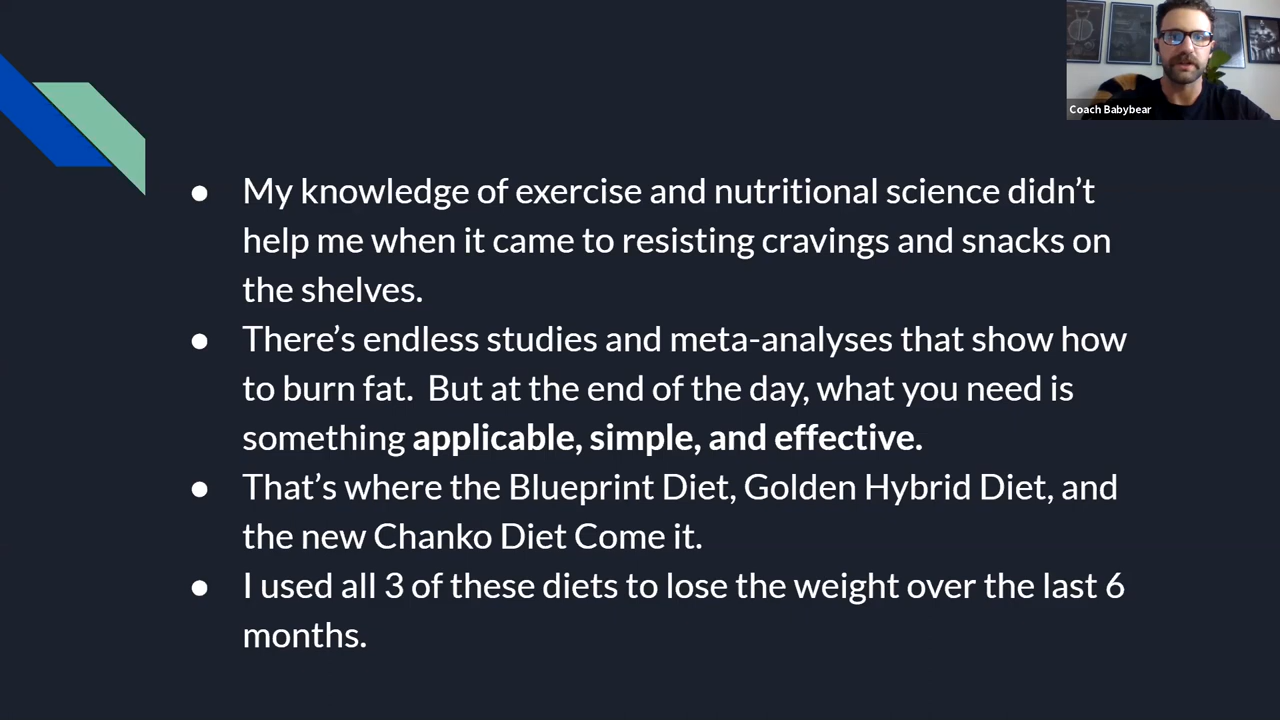 Coach Babybear
● My knowledge of exercise and nutritional science didn’t
help me when it came to resisting cravings and snacks on
the shelves.
● There’s endless studies and meta-analyses that show how
to burn fat.  But at the end of the day, what you need is
something applicable, simple, and effective.
● That’s where the Blueprint Diet, Golden Hybrid Diet, and
the new Chanko Diet Come it.
● I used all 3 of these diets to lose the weight over the last 6
months.